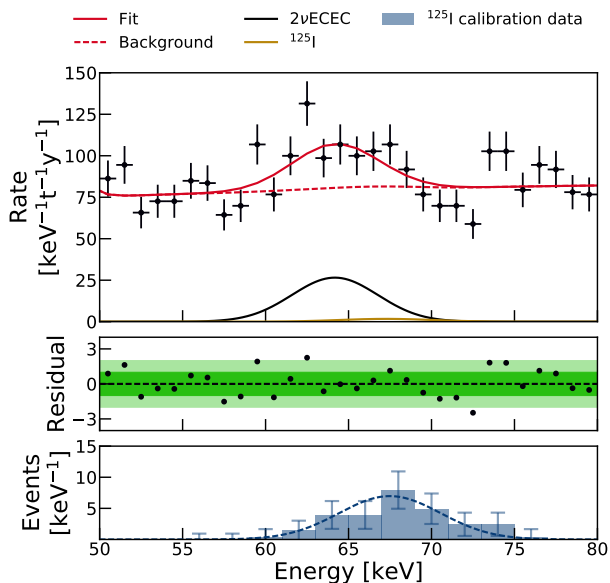 Fit
2νECEC
¹²⁵I calibration data
Background
¹²⁵I
150
125
100
75
50
25
0
Rate
[keV⁻¹t⁻¹y⁻¹]
3
0
−3
Residual
15
10
5
Events
[keV⁻¹]
50 60 65 70 75 80
55
Energy [keV]